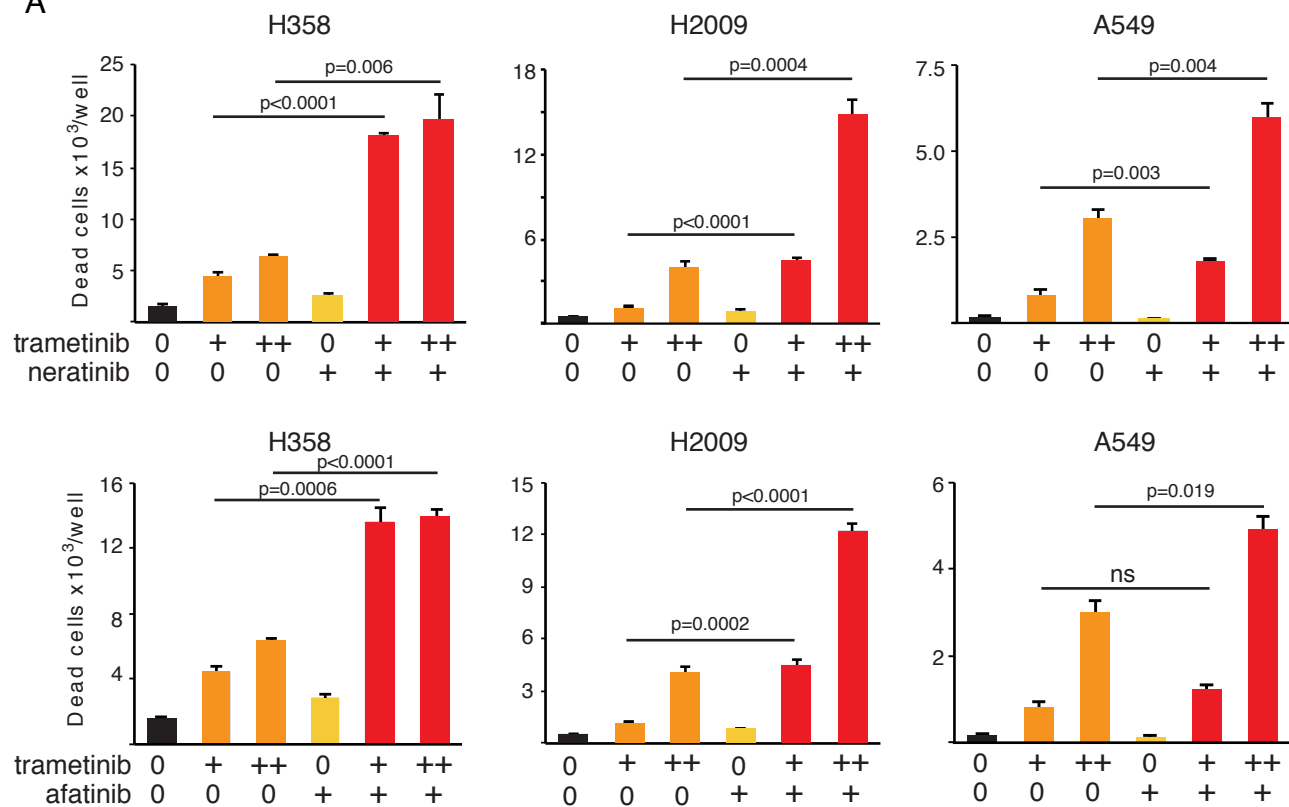 A
H358 H2009 A549
Dead cells x10³/well
25
20
15
10
5
p=0.006
p<0.0001
18
12
6
p=0.0004
p<0.0001
7.5
5.0
2.5
p=0.004
p=0.003
trametinib 0 + ++ 0 + ++ 0 + ++ 0 + ++ 0 + ++ 0 + ++
neratinib 0 0 0 + + + 0 0 0 + + + 0 0 0 + + +
H358 H2009 A549
Dead cells x10³/well
16
12
8
4
p<0.0001
p=0.0006
15
12
9
6
3
p<0.0001
p=0.0002
6
4
2
p=0.019
ns
trametinib 0 + ++ 0 + ++ 0 + ++ 0 + ++ 0 + ++ 0 + ++
afatinib 0 0 0 + + + 0 0 0 + + + 0 0 0 + + +